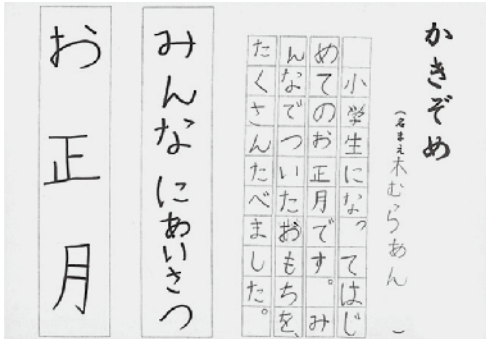 かきぞめ
(名まえ 木むらあん)
小学生になってはじ
めてのお正月です。み
んなでついたおもちを、
たくさんたべました。
みんなにあいさつ
お正月